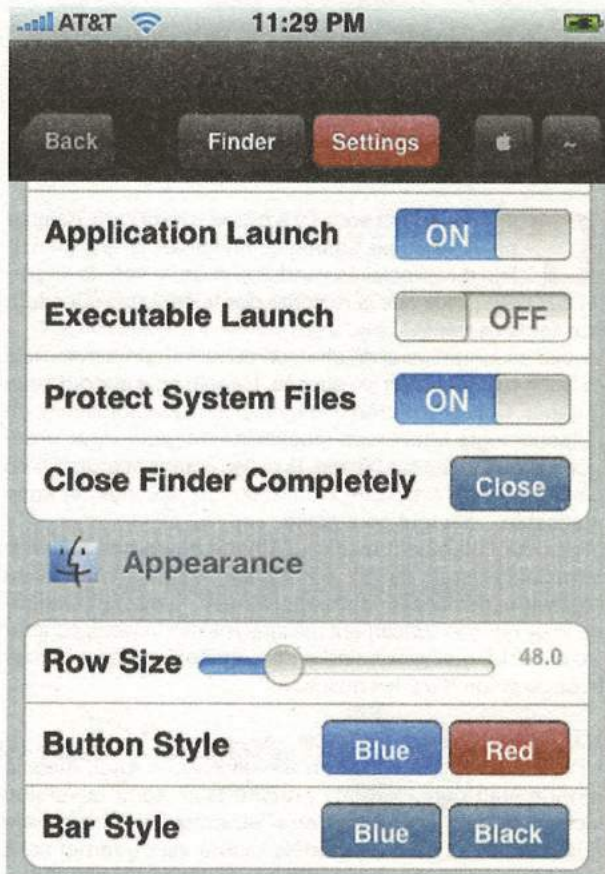 AT&T 11:29 PM
Back Finder Settings ~
Application Launch ON
Executable Launch OFF
Protect System Files ON
Close Finder Completely Close
Appearance
Row Size 48.0
Button Style Blue Red
Bar Style Blue Black